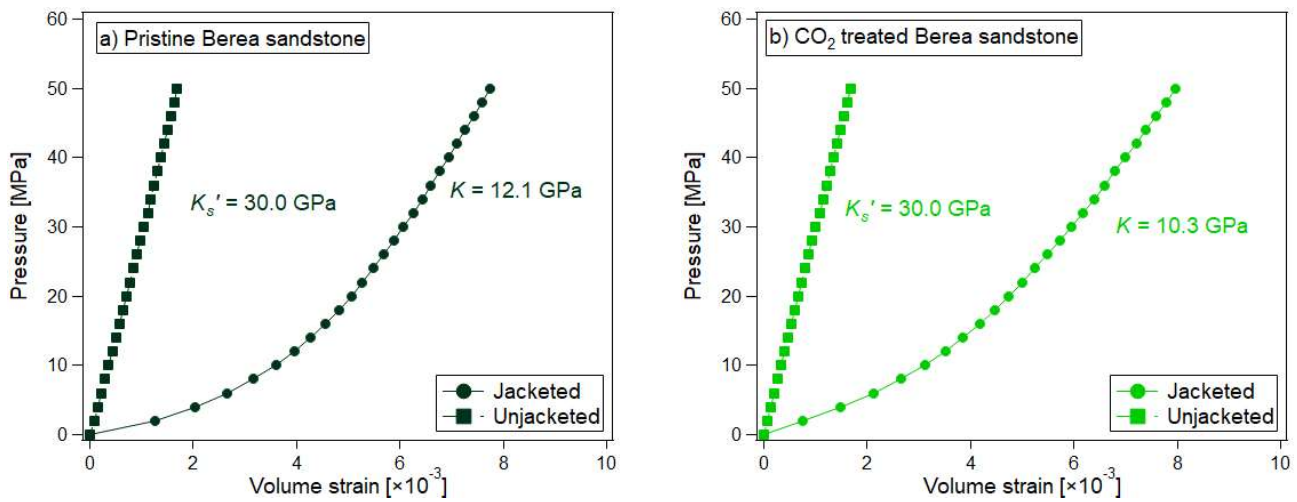 a) Pristine Berea sandstone
60
50
40
30
20
10
0
Pressure [MPa]
Kₛ' = 30.0 GPa
K = 12.1 GPa
Jacketed
Unjacketed
0 2 4 6 8 10
Volume strain [×10⁻³]
b) CO₂ treated Berea sandstone
60
50
40
30
20
10
0
Pressure [MPa]
Kₛ' = 30.0 GPa
K = 10.3 GPa
Jacketed
Unjacketed
0 2 4 6 8 10
Volume strain [×10⁻³]